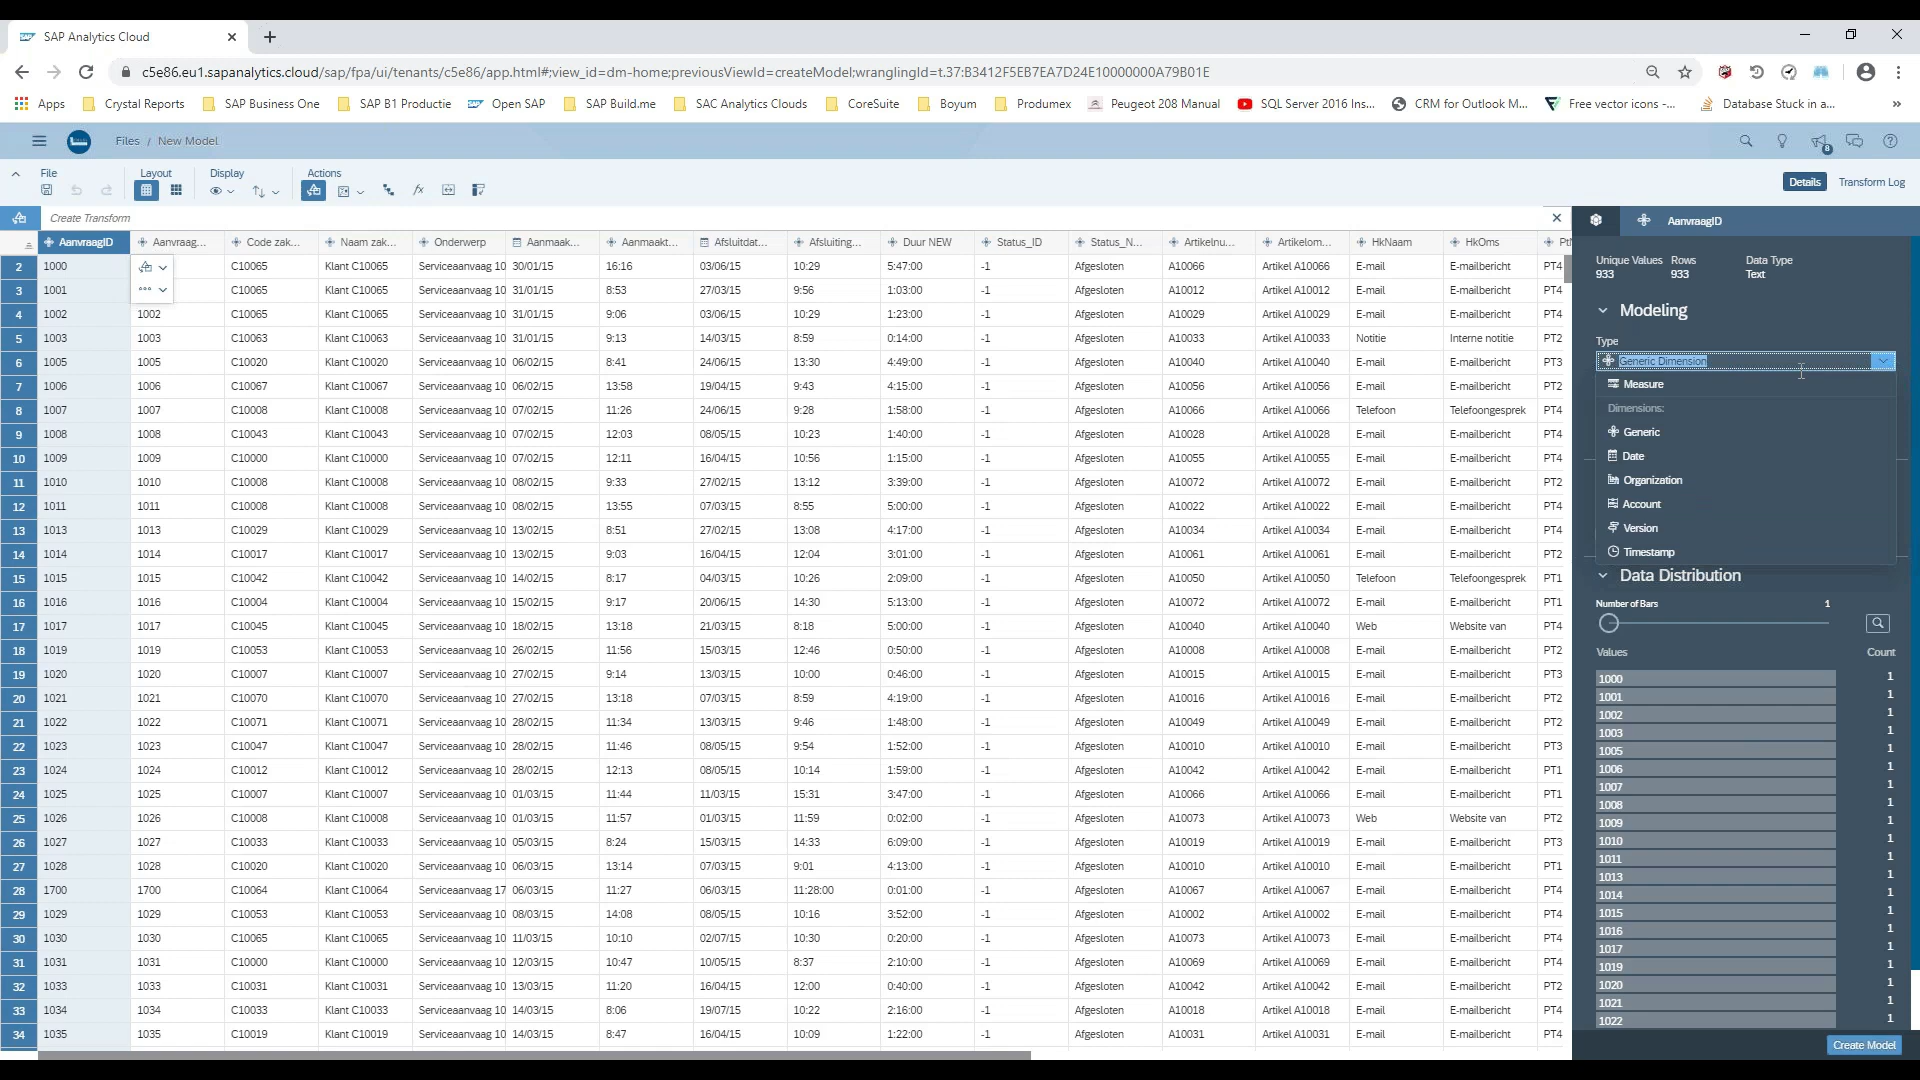 SAP Analytics Cloud
c5e86.eu1.sapanalytics.cloud/sap/fpa/ui/tenants/c5e86/app.html#;view_id=dm-home;previousViewId=createModel;wranglingId=t.37:B3412F5EB7EA7D24E10000000A79B01E
Apps Crystal Reports SAP Business One SAP B1 Productie Open SAP SAP Build.me SAC Analytics Clouds CoreSuite Boyum Produmex Peugeot 208 Manual SQL Server 2016 Ins... CRM for Outlook M... Free vector icons -... Database Stuck in a... »
Files / New Model
8
File Layout Display Actions
Details Transform Log
Create Transform
AanvraagID Aanvraag... Code zak... Naam zak... Onderwerp Aanmaak... Aanmaakt... Afsluitdat... Afsluiting... Duur NEW Status_ID Status_N... Artikelnu... Artikelom... HkNaam HkOms
2 1000 C10065 Klant C10065 Serviceaanvraag 10 30/01/15 16:16 03/06/15 10:29 5:47:00 -1 Afgesloten A10066 Artikel A10066 E-mail E-mailbericht PT4
3 1001 C10065 Klant C10065 Serviceaanvraag 10 31/01/15 8:53 27/03/15 9:56 1:03:00 -1 Afgesloten A10012 Artikel A10012 E-mail E-mailbericht PT4
4 1002 1002 C10065 Klant C10065 Serviceaanvraag 10 31/01/15 9:06 03/06/15 10:29 1:23:00 -1 Afgesloten A10029 Artikel A10029 E-mail E-mailbericht PT4
5 1003 1003 C10063 Klant C10063 Serviceaanvraag 10 31/01/15 9:13 14/03/15 8:59 0:14:00 -1 Afgesloten A10033 Artikel A10033 Notitie Interne notitie PT2
6 1005 1005 C10020 Klant C10020 Serviceaanvraag 10 06/02/15 8:41 24/06/15 13:30 4:49:00 -1 Afgesloten A10040 Artikel A10040 E-mail E-mailbericht PT3
7 1006 1006 C10067 Klant C10067 Serviceaanvraag 10 06/02/15 13:58 19/04/15 9:43 4:15:00 -1 Afgesloten A10056 Artikel A10056 E-mail E-mailbericht PT2
8 1007 1007 C10008 Klant C10008 Serviceaanvraag 10 07/02/15 11:26 24/06/15 9:28 1:58:00 -1 Afgesloten A10066 Artikel A10066 Telefoon Telefoongesprek PT4
9 1008 1008 C10043 Klant C10043 Serviceaanvraag 10 07/02/15 12:03 08/05/15 10:23 1:40:00 -1 Afgesloten A10028 Artikel A10028 E-mail E-mailbericht PT4
10 1009 1009 C10000 Klant C10000 Serviceaanvraag 10 07/02/15 12:11 16/04/15 10:56 1:15:00 -1 Afgesloten A10055 Artikel A10055 E-mail E-mailbericht PT4
11 1010 1010 C10008 Klant C10008 Serviceaanvraag 10 08/02/15 9:33 27/02/15 13:12 3:39:00 -1 Afgesloten A10072 Artikel A10072 E-mail E-mailbericht PT2
12 1011 1011 C10008 Klant C10008 Serviceaanvraag 10 08/02/15 13:55 07/03/15 8:55 5:00:00 -1 Afgesloten A10022 Artikel A10022 E-mail E-mailbericht PT4
13 1013 1013 C10029 Klant C10029 Serviceaanvraag 10 13/02/15 8:51 27/02/15 13:08 4:17:00 -1 Afgesloten A10034 Artikel A10034 E-mail E-mailbericht PT4
14 1014 1014 C10017 Klant C10017 Serviceaanvraag 10 13/02/15 9:03 16/04/15 12:04 3:01:00 -1 Afgesloten A10061 Artikel A10061 E-mail E-mailbericht PT2
15 1015 1015 C10042 Klant C10042 Serviceaanvraag 10 14/02/15 8:17 04/03/15 10:26 2:09:00 -1 Afgesloten A10050 Artikel A10050 Telefoon Telefoongesprek PT1
16 1016 1016 C10004 Klant C10004 Serviceaanvraag 10 15/02/15 9:17 20/06/15 14:30 5:13:00 -1 Afgesloten A10072 Artikel A10072 E-mail E-mailbericht PT1
17 1017 1017 C10045 Klant C10045 Serviceaanvraag 10 18/02/15 13:18 21/03/15 8:18 5:00:00 -1 Afgesloten A10040 Artikel A10040 Web Website van PT4
18 1019 1019 C10053 Klant C10053 Serviceaanvraag 10 26/02/15 11:56 15/03/15 12:46 0:50:00 -1 Afgesloten A10008 Artikel A10008 E-mail E-mailbericht PT2
19 1020 1020 C10007 Klant C10007 Serviceaanvraag 10 27/02/15 9:14 13/03/15 10:00 0:46:00 -1 Afgesloten A10015 Artikel A10015 E-mail E-mailbericht PT3
20 1021 1021 C10070 Klant C10070 Serviceaanvraag 10 27/02/15 13:18 07/03/15 8:59 4:19:00 -1 Afgesloten A10016 Artikel A10016 E-mail E-mailbericht PT2
21 1022 1022 C10071 Klant C10071 Serviceaanvraag 10 28/02/15 11:34 13/03/15 9:46 1:48:00 -1 Afgesloten A10049 Artikel A10049 E-mail E-mailbericht PT2
22 1023 1023 C10047 Klant C10047 Serviceaanvraag 10 28/02/15 11:46 08/05/15 9:54 1:52:00 -1 Afgesloten A10010 Artikel A10010 E-mail E-mailbericht PT3
23 1024 1024 C10012 Klant C10012 Serviceaanvraag 10 28/02/15 12:13 08/05/15 10:14 1:59:00 -1 Afgesloten A10042 Artikel A10042 E-mail E-mailbericht PT1
24 1025 1025 C10007 Klant C10007 Serviceaanvraag 10 01/03/15 11:44 11/03/15 15:31 3:47:00 -1 Afgesloten A10066 Artikel A10066 E-mail E-mailbericht PT1
25 1026 1026 C10008 Klant C10008 Serviceaanvraag 10 01/03/15 11:57 01/03/15 11:59 0:02:00 -1 Afgesloten A10073 Artikel A10073 Web Website van PT2
26 1027 1027 C10033 Klant C10033 Serviceaanvraag 10 05/03/15 8:24 15/03/15 14:33 6:09:00 -1 Afgesloten A10019 Artikel A10019 E-mail E-mailbericht PT3
27 1028 1028 C10020 Klant C10020 Serviceaanvraag 10 06/03/15 13:14 07/03/15 9:01 4:13:00 -1 Afgesloten A10010 Artikel A10010 E-mail E-mailbericht PT1
28 1700 1700 C10064 Klant C10064 Serviceaanvraag 17 06/03/15 11:27 06/03/15 11:28:00 0:01:00 -1 Afgesloten A10067 Artikel A10067 E-mail E-mailbericht PT4
29 1029 1029 C10053 Klant C10053 Serviceaanvraag 10 08/03/15 14:08 08/05/15 10:16 3:52:00 -1 Afgesloten A10002 Artikel A10002 E-mail E-mailbericht PT4
30 1030 1030 C10065 Klant C10065 Serviceaanvraag 10 11/03/15 10:10 02/07/15 10:30 0:20:00 -1 Afgesloten A10073 Artikel A10073 E-mail E-mailbericht PT4
31 1031 1031 C10000 Klant C10000 Serviceaanvraag 10 12/03/15 10:47 10/05/15 8:37 2:10:00 -1 Afgesloten A10069 Artikel A10069 E-mail E-mailbericht PT4
32 1033 1033 C10031 Klant C10031 Serviceaanvraag 10 13/03/15 11:20 16/04/15 12:00 0:40:00 -1 Afgesloten A10042 Artikel A10042 E-mail E-mailbericht PT2
33 1034 1034 C10033 Klant C10033 Serviceaanvraag 10 14/03/15 8:06 19/07/15 10:22 2:16:00 -1 Afgesloten A10018 Artikel A10018 E-mail E-mailbericht PT4
34 1035 1035 C10019 Klant C10019 Serviceaanvraag 10 14/03/15 8:47 16/04/15 10:09 1:22:00 -1 Afgesloten A10031 Artikel A10031 E-mail E-mailbericht PT4
AanvraagID
Unique Values Rows Data Type
933 933 Text
Modeling
Type
Generic Dimension
Measure
Dimensions:
Generic
Date
Organization
Account
Version
Timestamp
Data Distribution
Number of Bars 1
Values Count
1000 1
1001 1
1002 1
1003 1
1005 1
1006 1
1007 1
1008 1
1009 1
1010 1
1011 1
1013 1
1014 1
1015 1
1016 1
1017 1
1019 1
1020 1
1021 1
1022 1
Create Model